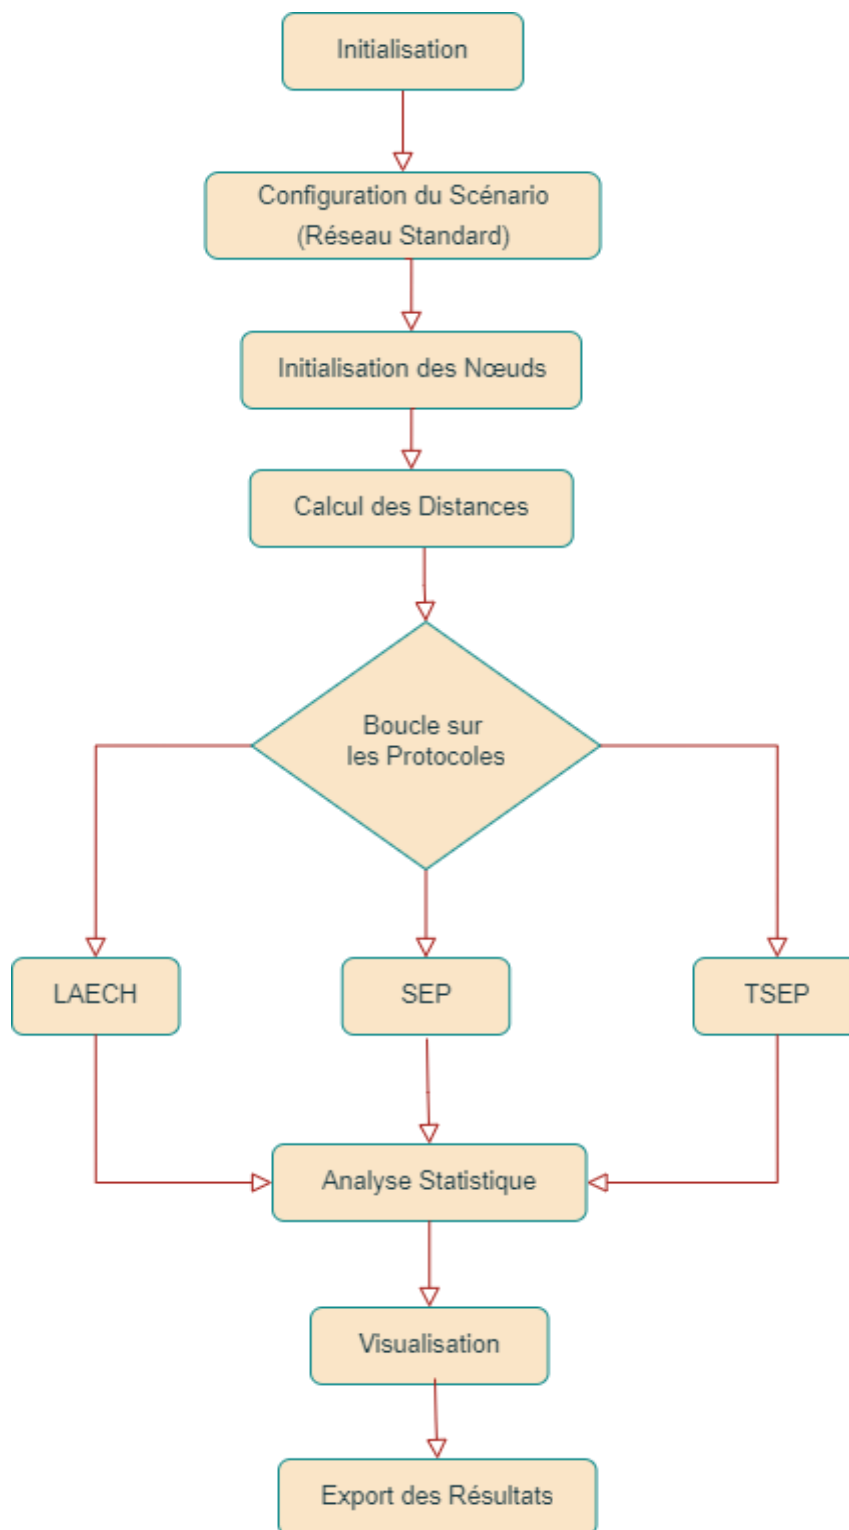 Initialisation
Configuration du Scénario
(Réseau Standard)
Initialisation des Nœuds
Calcul des Distances
Boucle sur
les Protocoles
LAECH
SEP
TSEP
Analyse Statistique
Visualisation
Export des Résultats